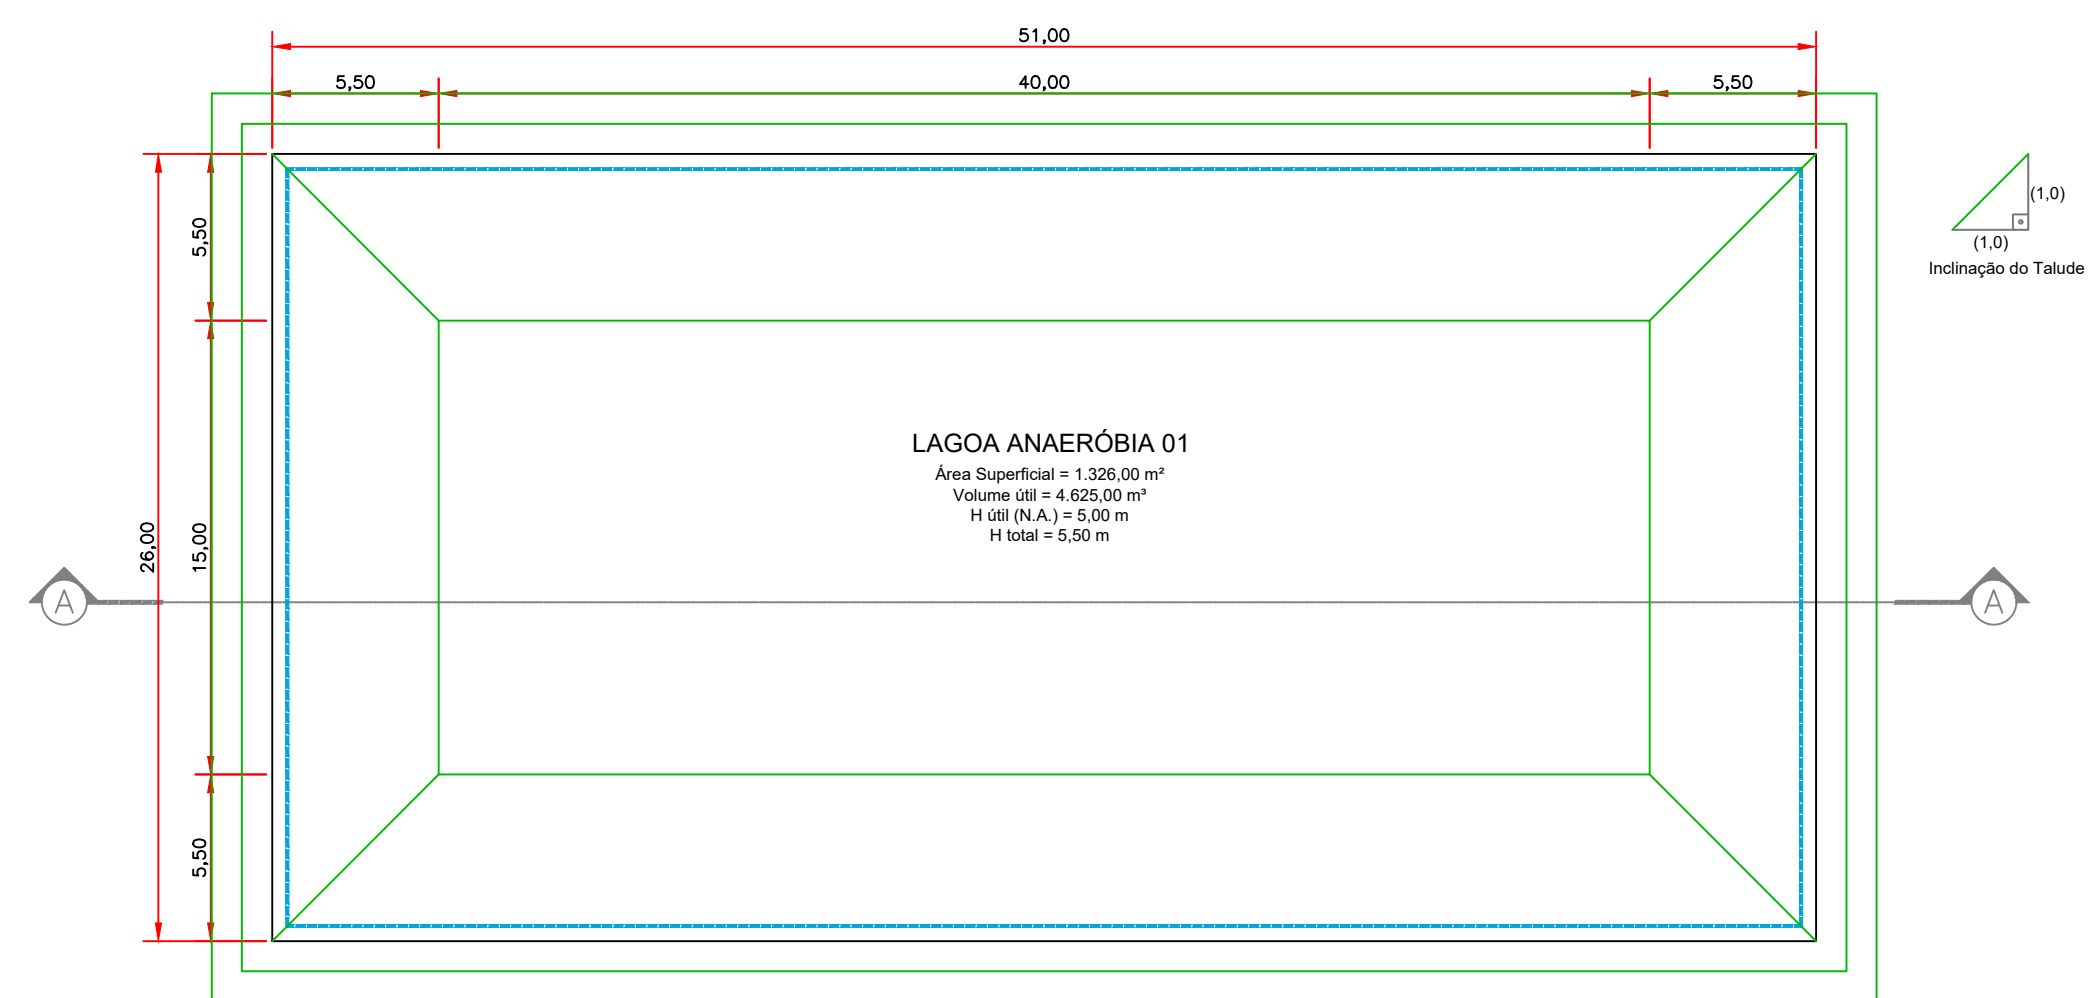 51,00
5,50
40,00
5,50
5,50
15,00
26,00
5,50
(1,0)
(1,0)
Inclinação do Talude
LAGOA ANAERÓBIA 01
Área Superficial = 1.326,00 m²
Volume útil = 4.625,00 m³
H útil (N.A.) = 5,00 m
H total = 5,50 m
A
A